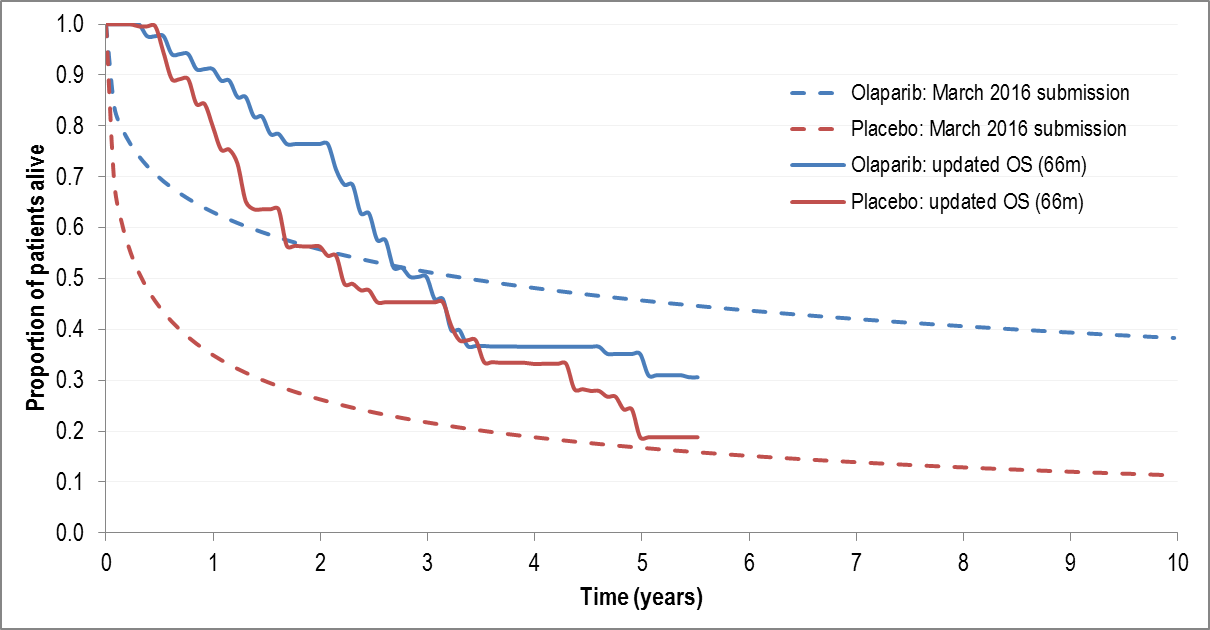 1.0
0.9
0.8
0.7
0.6
0.5
0.4
0.3
0.2
0.1
0.0
Proportion of patients alive
Olaparib: March 2016 submission
Placebo: March 2016 submission
Olaparib: updated OS (66m)
Placebo: updated OS (66m)
0 1 2 3 4 5 6 7 8 9 10
Time (years)